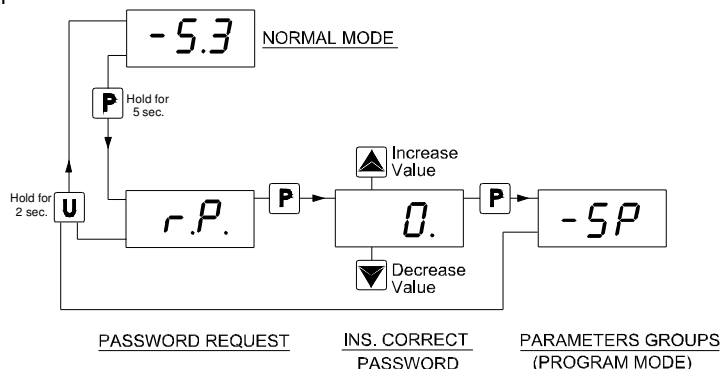 -5.3
NORMAL MODE
P
Hold for
5 sec.
Increase
Value
Hold for
2 sec.
U
r.P.
P
0.
P
-SP
Decrease
Value
PASSWORD REQUEST
INS. CORRECT
PASSWORD
PARAMETERS GROUPS
(PROGRAM MODE)